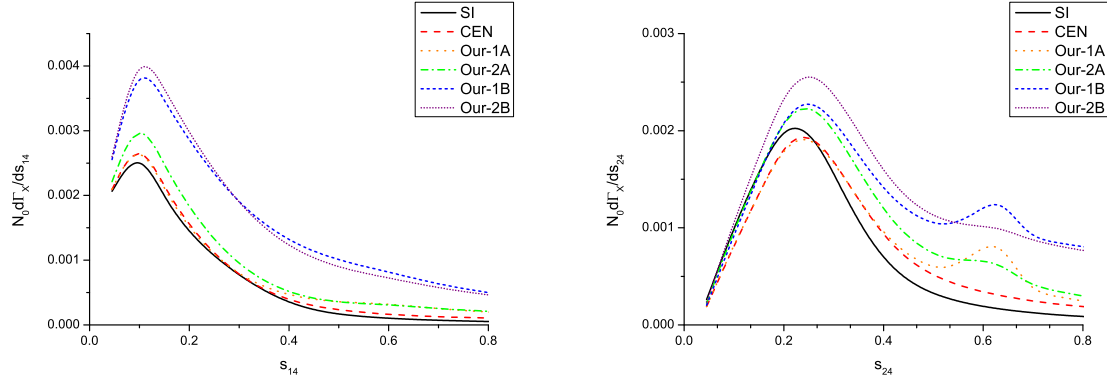 SI
CEN
Our-1A
Our-2A
Our-1B
Our-2B
0.004
0.003
0.002
0.001
0.000
N₀dΓₓ/ds₁₄
0.0 0.2 0.4 0.6 0.8
s₁₄
SI
CEN
Our-1A
Our-2A
Our-1B
Our-2B
0.003
0.002
0.001
0.000
N₀dΓₓ/ds₂₄
0.0 0.2 0.4 0.6 0.8
s₂₄